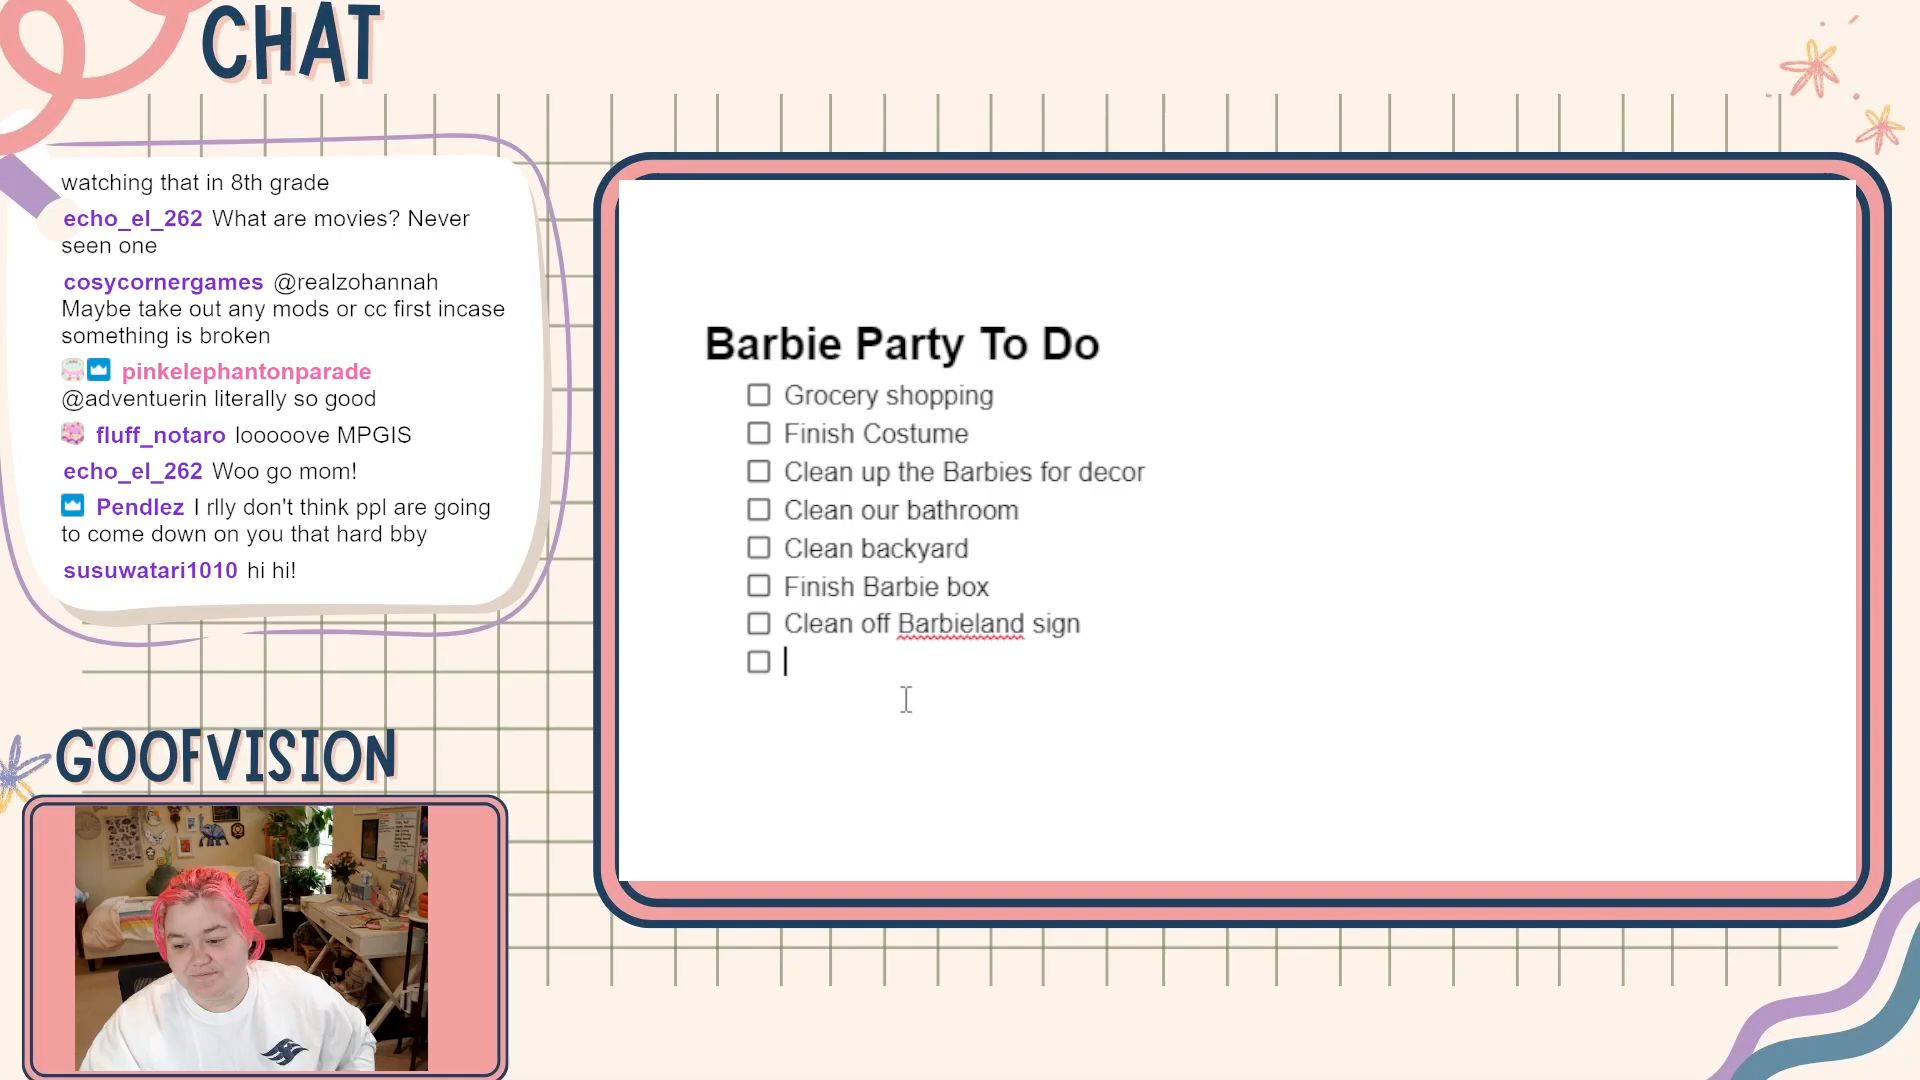 CHAT
watching that in 8th grade
echo_el_262 What are movies? Never
seen one
cosycornergames @realzohannah
Maybe take out any mods or cc first incase
something is broken
pinkelephantonparade
@adventuerin literally so good
fluff_notaro looooove MPGIS
echo_el_262 Woo go mom!
Pendlez I rlly don't think ppl are going
to come down on you that hard bby
susuwatari1010 hi hi!
Barbie Party To Do
Grocery shopping
Finish Costume
Clean up the Barbies for decor
Clean our bathroom
Clean backyard
Finish Barbie box
Clean off Barbieland sign
GOOFVISION